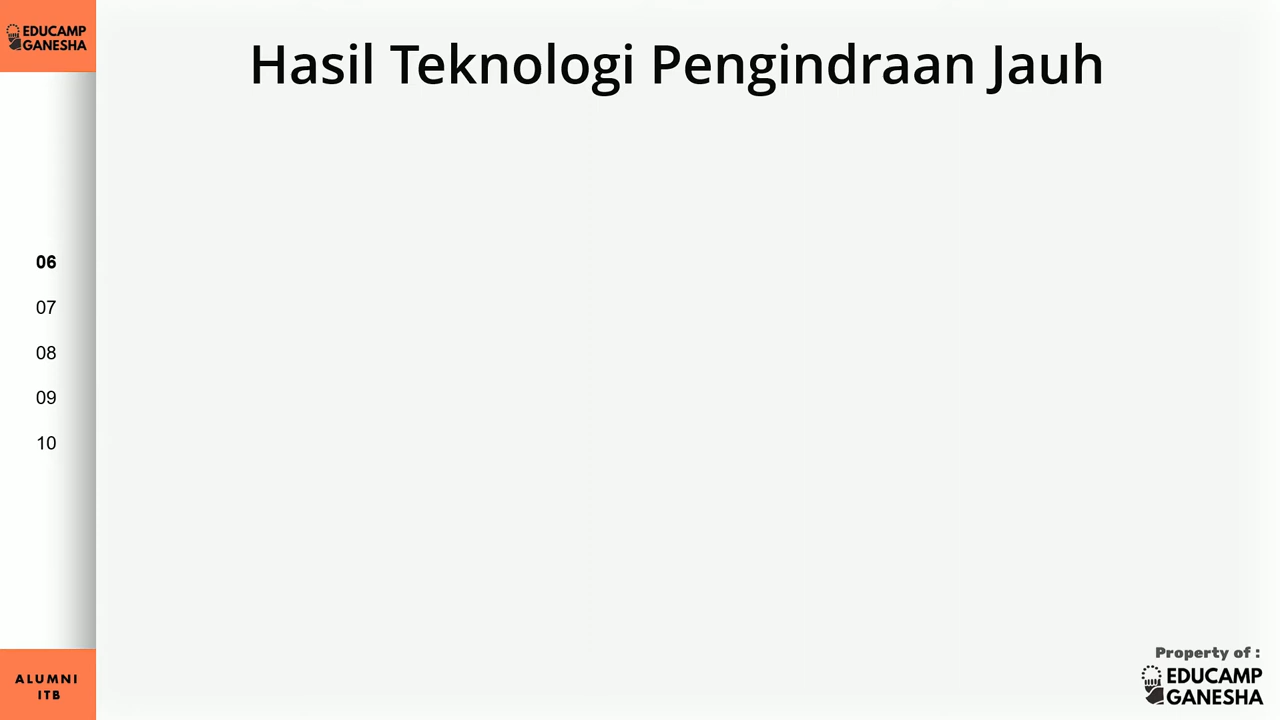 EDUCAMP
GANESHA
Hasil Teknologi Pengindraan Jauh
06
07
08
09
10
ALUMNI
ITB
Property of :
EDUCAMP
GANESHA